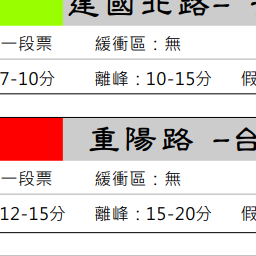 建國北路-
一段票 緩衝區：無
7-10分 離峰：10-15分 假
重陽路 -台
一段票 緩衝區：無
12-15分 離峰：15-20分 假